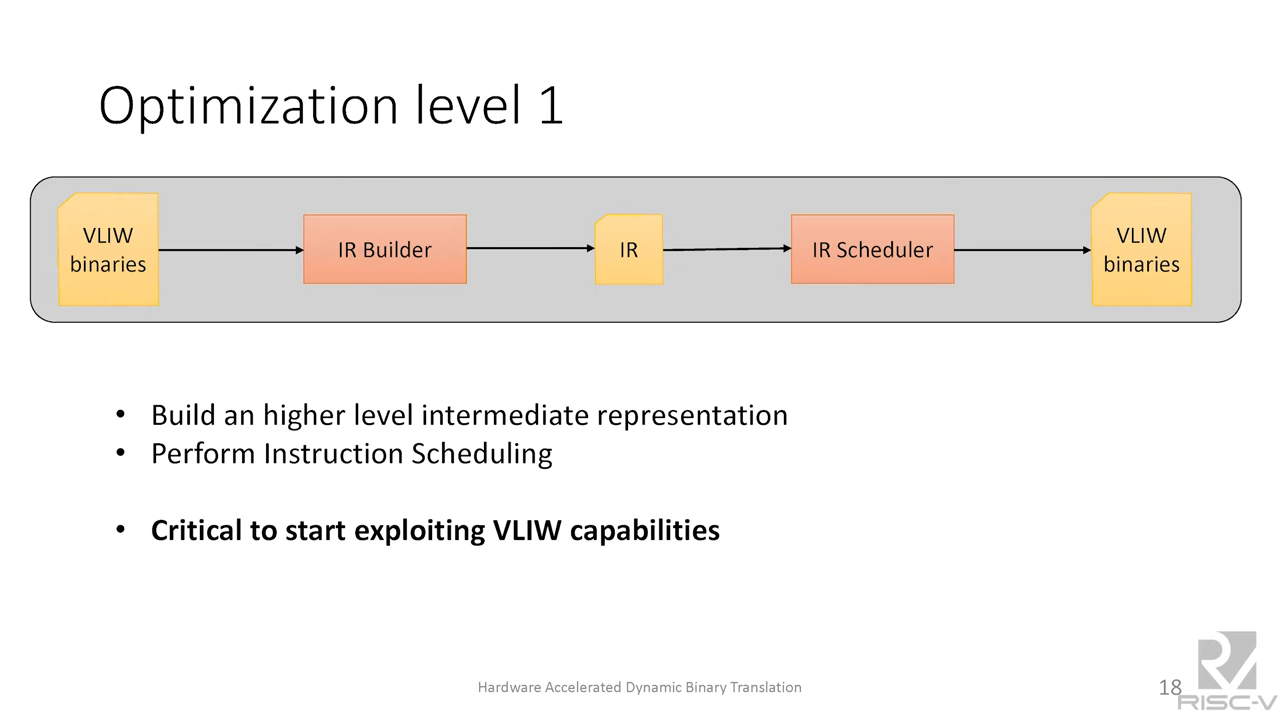 Optimization level 1
VLIW
binaries
IR Builder
IR
IR Scheduler
VLIW
binaries
• Build an higher level intermediate representation
• Perform Instruction Scheduling
• Critical to start exploiting VLIW capabilities
Hardware Accelerated Dynamic Binary Translation
18
RISC-V